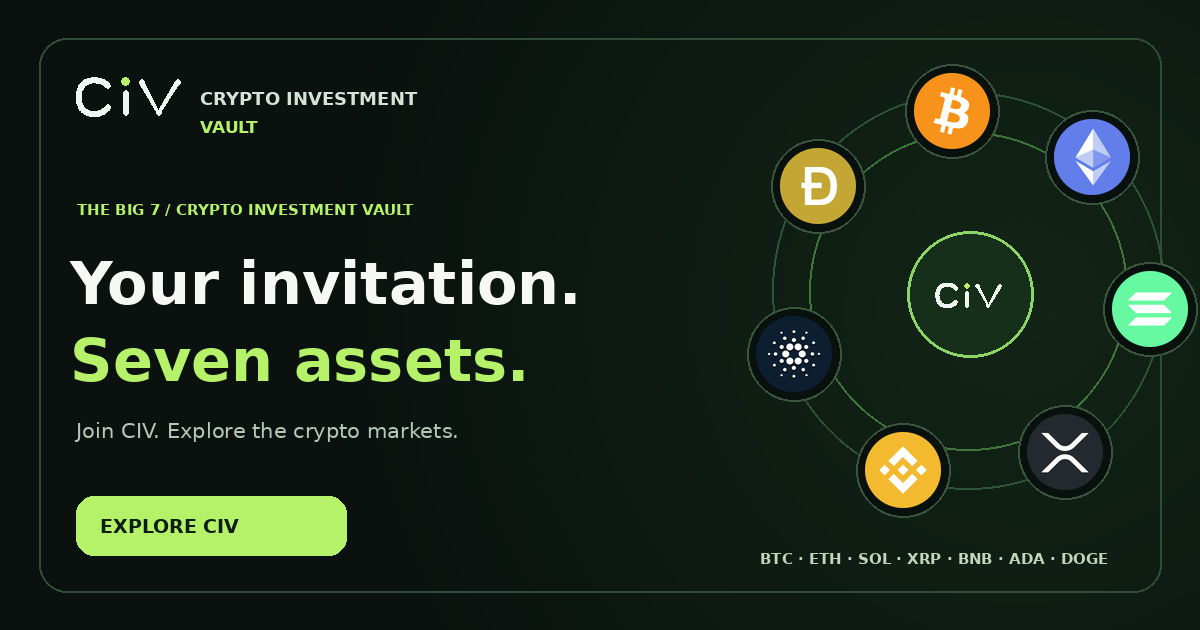 CiV
CRYPTO INVESTMENT
VAULT
THE BIG 7 / CRYPTO INVESTMENT VAULT
Your invitation.
Seven assets.
Join CIV. Explore the crypto markets.
EXPLORE CIV
CiV
BTC · ETH · SOL · XRP · BNB · ADA · DOGE